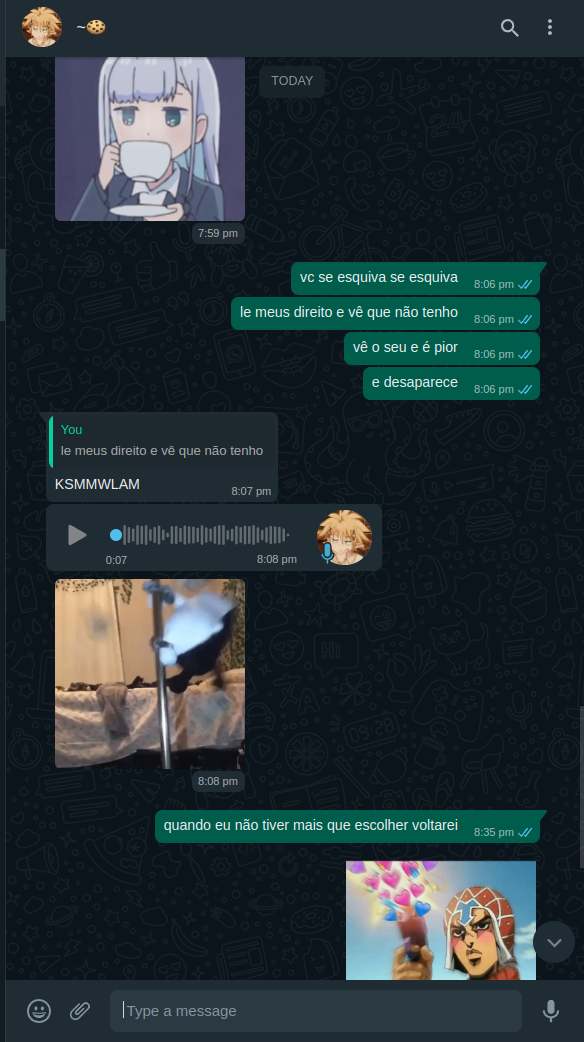 ~🍪
TODAY
7:59 pm
vc se esquiva se esquiva 8:06 pm
le meus direito e vê que não tenho 8:06 pm
vê o seu e é pior 8:06 pm
e desaparece 8:06 pm
You
le meus direito e vê que não tenho
KSMMWLAM 8:07 pm
0:07 8:08 pm
8:08 pm
quando eu não tiver mais que escolher voltarei 8:35 pm
Type a message